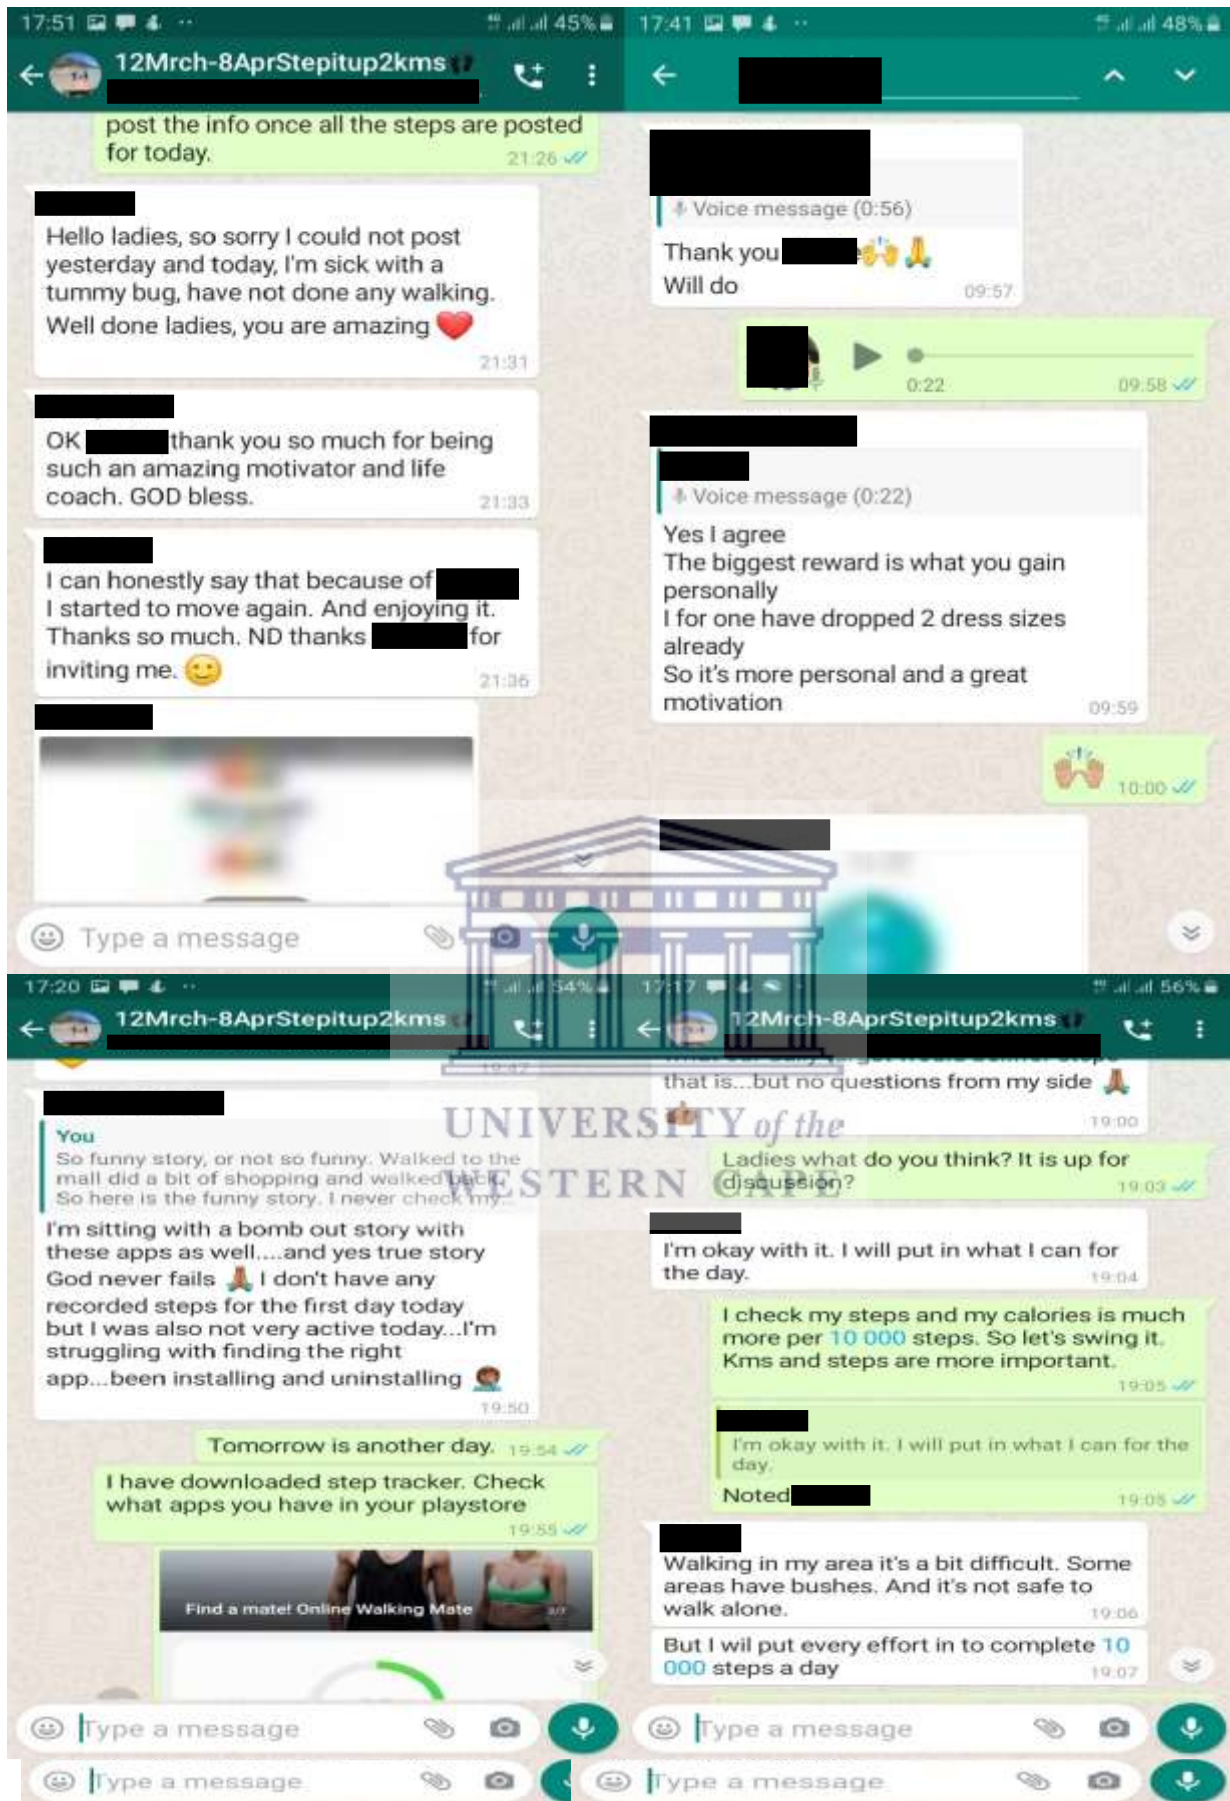 17:51
45%
12Mrch-8AprStepitup2kms
post the info once all the steps are posted
for today.
21:26
Hello ladies, so sorry I could not post
yesterday and today, I'm sick with a
tummy bug, have not done any walking.
Well done ladies, you are amazing ❤️
21:31
OK thank you so much for being
such an amazing motivator and life
coach. GOD bless.
21:33
I can honestly say that because of
I started to move again. And enjoying it.
Thanks so much. ND thanks for
inviting me. 🙂
21:36
Type a message
17:41
48%
Voice message (0:56)
Thank you 🙌🙏
Will do
09:57
0:22
09:58
Voice message (0:22)
Yes I agree
The biggest reward is what you gain
personally
I for one have dropped 2 dress sizes
already
So it's more personal and a great
motivation
09:59
🙌🏽
10:00
17:20
54%
12Mrch-8AprStepitup2kms
19:47
You
So funny story, or not so funny. Walked to the
mall did a bit of shopping and walked back.
So here is the funny story. I never check my...
I'm sitting with a bomb out story with
these apps as well....and yes true story
God never fails 🙏🏽 I don't have any
recorded steps for the first day today
but I was also not very active today...I'm
struggling with finding the right
app...been installing and uninstalling 🤦🏽
19:50
Tomorrow is another day. 19:54
I have downloaded step tracker. Check
what apps you have in your playstore
19:55
Find a mate! Online Walking Mate
Type a message
Type a message
17:17
56%
12Mrch-8AprStepitup2kms
that is...but no questions from my side 🙏🏽
👍🏽
19:00
Ladies what do you think? It is up for
discussion?
19:03
I'm okay with it. I will put in what I can for
the day.
19:04
I check my steps and my calories is much
more per 10 000 steps. So let's swing it.
Kms and steps are more important.
19:05
I'm okay with it. I will put in what I can for the
day.
Noted
19:05
Walking in my area it's a bit difficult. Some
areas have bushes. And it's not safe to
walk alone.
19:06
But I wil put every effort in to complete 10
000 steps a day
19:07
Type a message
Type a message
UNIVERSITY of the
WESTERN CAPE